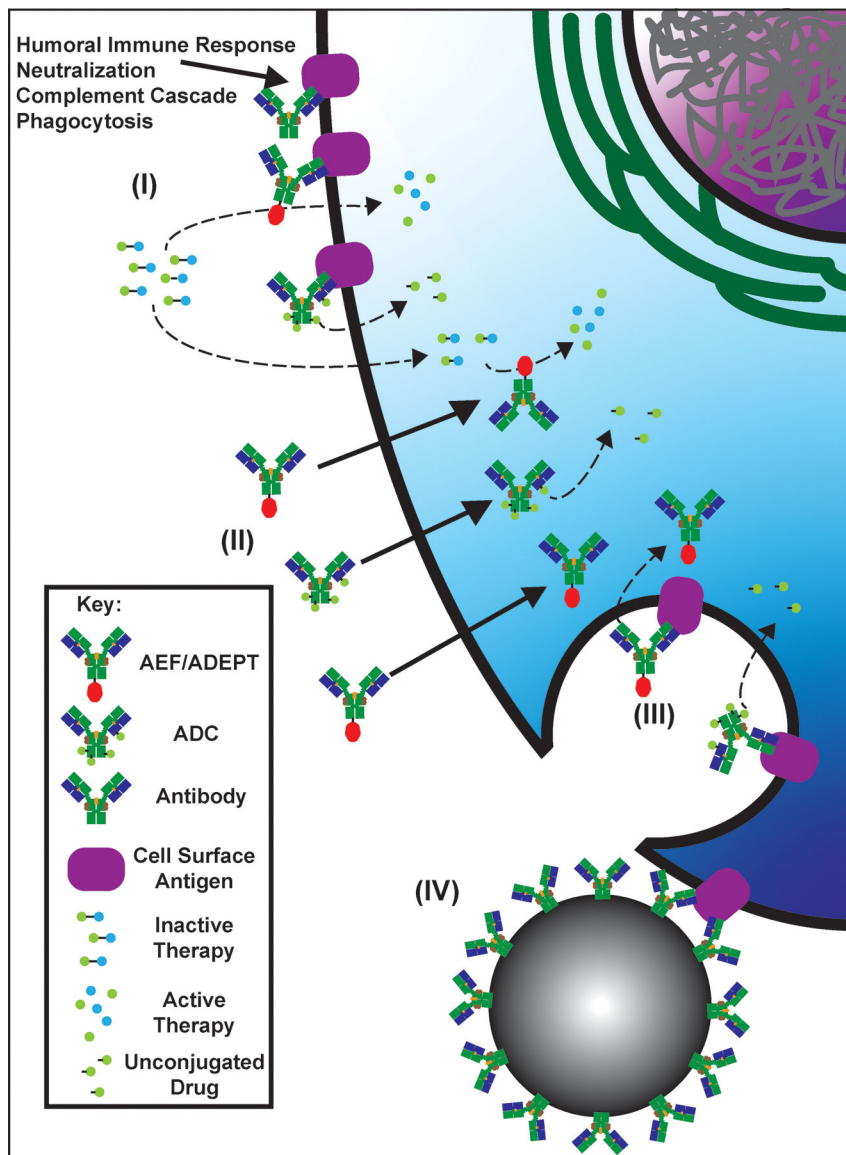 Humoral Immune Response
Neutralization
Complement Cascade
Phagocytosis
(I)
(II)
(III)
(IV)
Key:
AEF/ADEPT
ADC
Antibody
Cell Surface
Antigen
Inactive
Therapy
Active
Therapy
Unconjugated
Drug